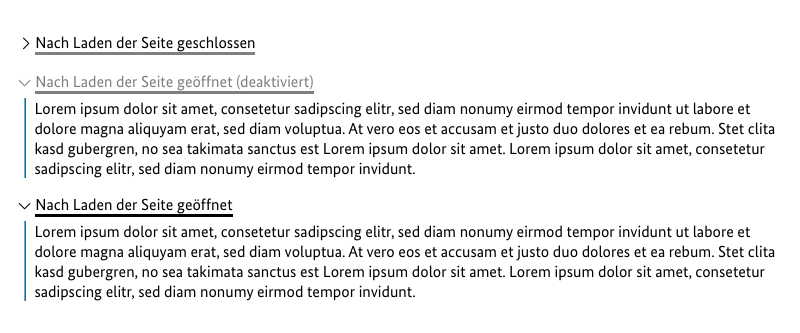 Nach Laden der Seite geschlossen
Nach Laden der Seite geöffnet (deaktiviert)
Lorem ipsum dolor sit amet, consetetur sadipscing elitr, sed diam nonumy eirmod tempor invidunt ut labore et
dolore magna aliquyam erat, sed diam voluptua. At vero eos et accusam et justo duo dolores et ea rebum. Stet clita
kasd gubergren, no sea takimata sanctus est Lorem ipsum dolor sit amet. Lorem ipsum dolor sit amet, consetetur
sadipscing elitr, sed diam nonumy eirmod tempor invidunt.
Nach Laden der Seite geöffnet
Lorem ipsum dolor sit amet, consetetur sadipscing elitr, sed diam nonumy eirmod tempor invidunt ut labore et
dolore magna aliquyam erat, sed diam voluptua. At vero eos et accusam et justo duo dolores et ea rebum. Stet clita
kasd gubergren, no sea takimata sanctus est Lorem ipsum dolor sit amet. Lorem ipsum dolor sit amet, consetetur
sadipscing elitr, sed diam nonumy eirmod tempor invidunt.